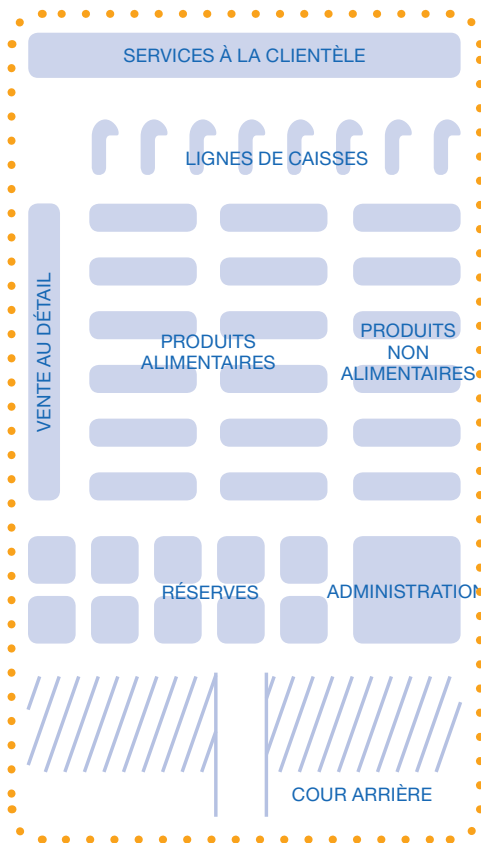 SERVICES À LA CLIENTÈLE
LIGNES DE CAISSES
VENTE AU DÉTAIL
PRODUITS
ALIMENTAIRES
PRODUITS
NON
ALIMENTAIRES
RÉSERVES
ADMINISTRATION
COUR ARRIÈRE